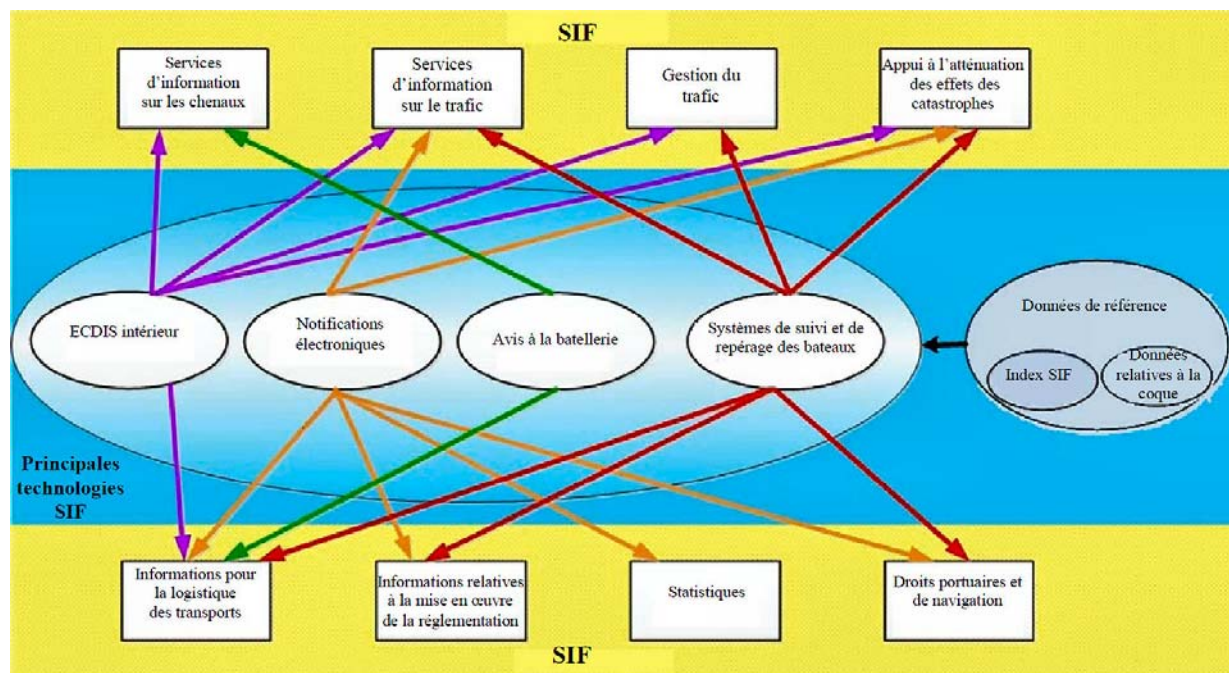 SIF
Services
d'information
sur les chenaux
Services
d'information
sur le trafic
Gestion du
trafic
Appui à l'atténuation
des effets des
catastrophes
ECDIS intérieur
Notifications
électroniques
Avis à la batellerie
Systèmes de suivi et de
repérage des bateaux
Données de référence
Index SIF
Données
relatives à la
coque
Principales
technologies
SIF
Informations pour
la logistique
des transports
Informations relatives
à la mise en œuvre
de la réglementation
Statistiques
Droits portuaires et
de navigation
SIF